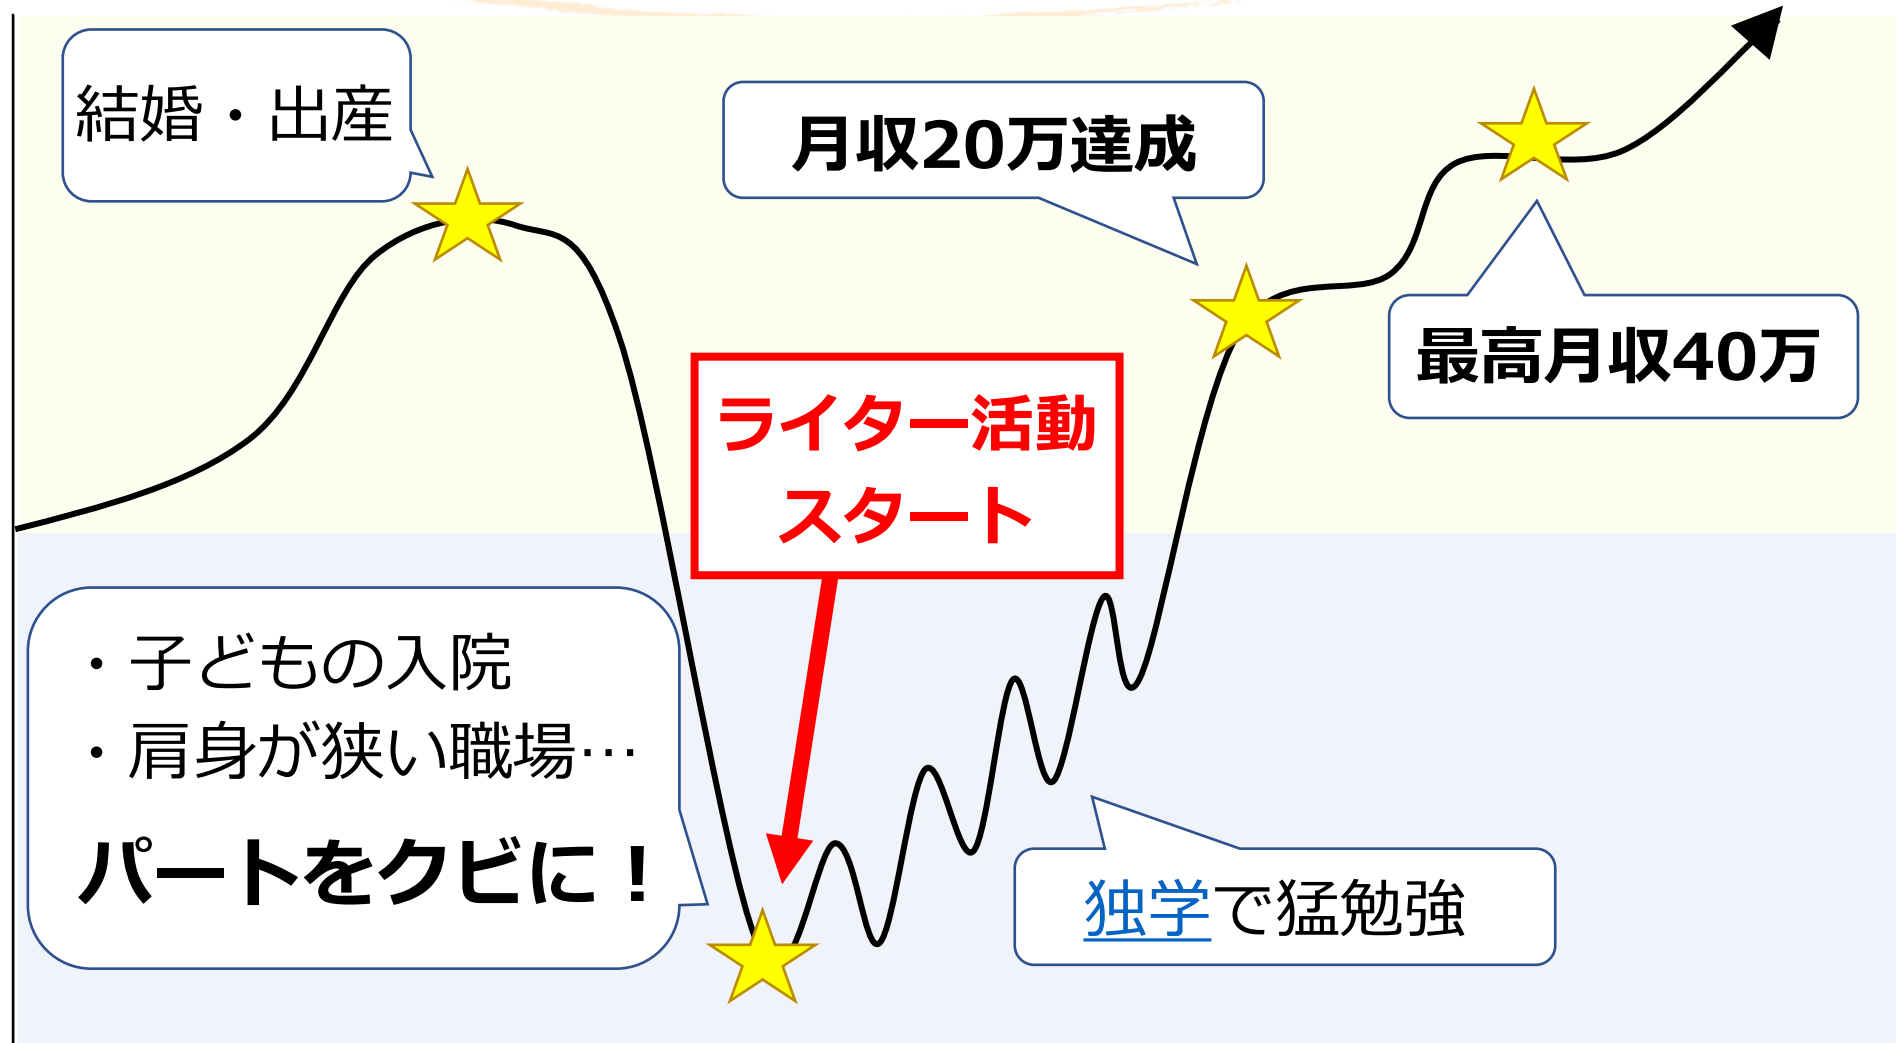 結婚・出産
月収20万達成
最高月収40万
ライター活動
スタート
・子どもの入院
・肩身が狭い職場…
パートをクビに！
独学で猛勉強